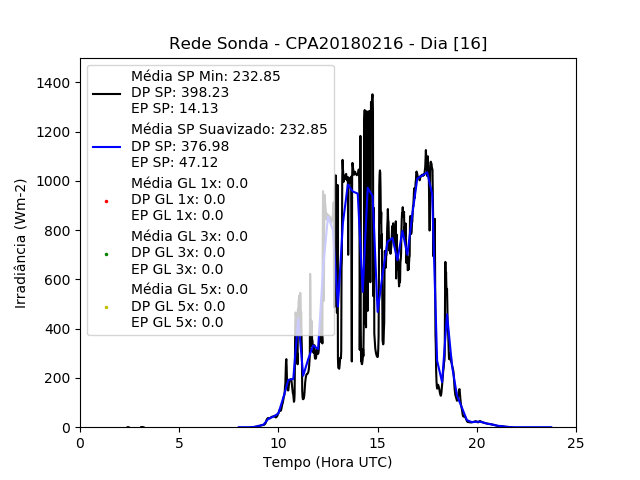 Rede Sonda - CPA20180216 - Dia [16]
Média SP Min: 232.85
DP SP: 398.23
EP SP: 14.13
Média SP Suavizado: 232.85
DP SP: 376.98
EP SP: 47.12
Média GL 1x: 0.0
DP GL 1x: 0.0
EP GL 1x: 0.0
Média GL 3x: 0.0
DP GL 3x: 0.0
EP GL 3x: 0.0
Média GL 5x: 0.0
DP GL 5x: 0.0
EP GL 5x: 0.0
Irradiância (Wm-2)
1400
1200
1000
800
600
400
200
0
0 5 10 15 20 25
Tempo (Hora UTC)